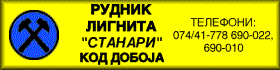 РУДНИК
ЛИГНИТА
"СТАНАРИ"
КОД ДОБОЈА
ТЕЛЕФОНИ:
074/41-778 690-022,
690-010